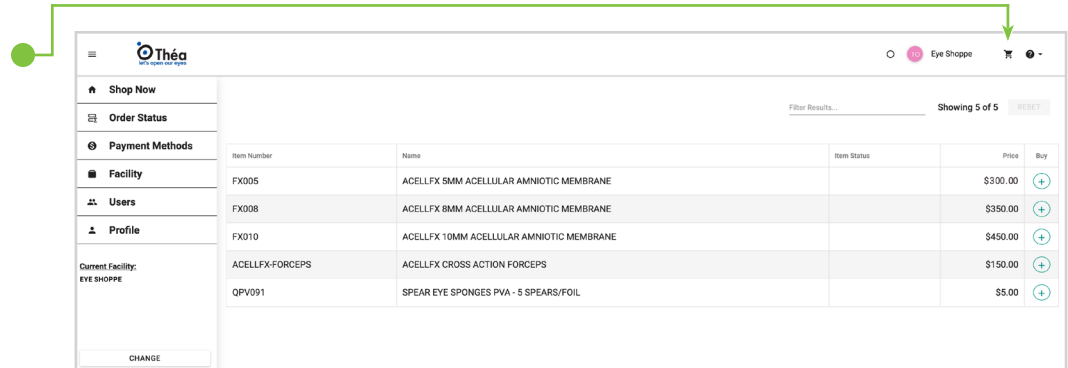 Théa
let's open our eyes
TO Eye Shoppe
Shop Now
Order Status
Payment Methods
Facility
Users
Profile
Current Facility:
EYE SHOPPE
CHANGE
Filter Results... Showing 5 of 5 RESET
Item Number Name Item Status Price Buy
FX005 ACELLFX 5MM ACELLULAR AMNIOTIC MEMBRANE $300.00
FX008 ACELLFX 8MM ACELLULAR AMNIOTIC MEMBRANE $350.00
FX010 ACELLFX 10MM ACELLULAR AMNIOTIC MEMBRANE $450.00
ACELLFX-FORCEPS ACELLFX CROSS ACTION FORCEPS $150.00
QPV091 SPEAR EYE SPONGES PVA - 5 SPEARS/FOIL $5.00